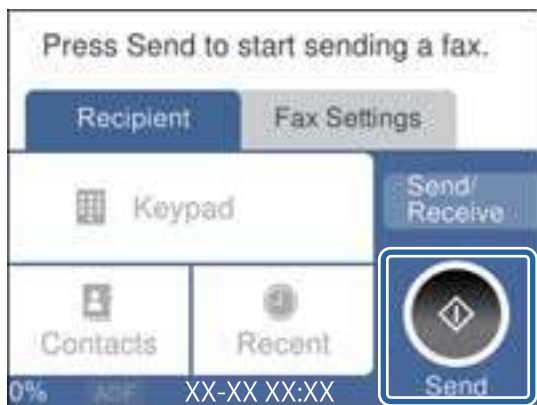 Press Send to start sending a fax.
Recipient
Fax Settings
Keypad
Send/
Receive
Contacts
Recent
0%
ADF
XX-XX XX:XX
Send